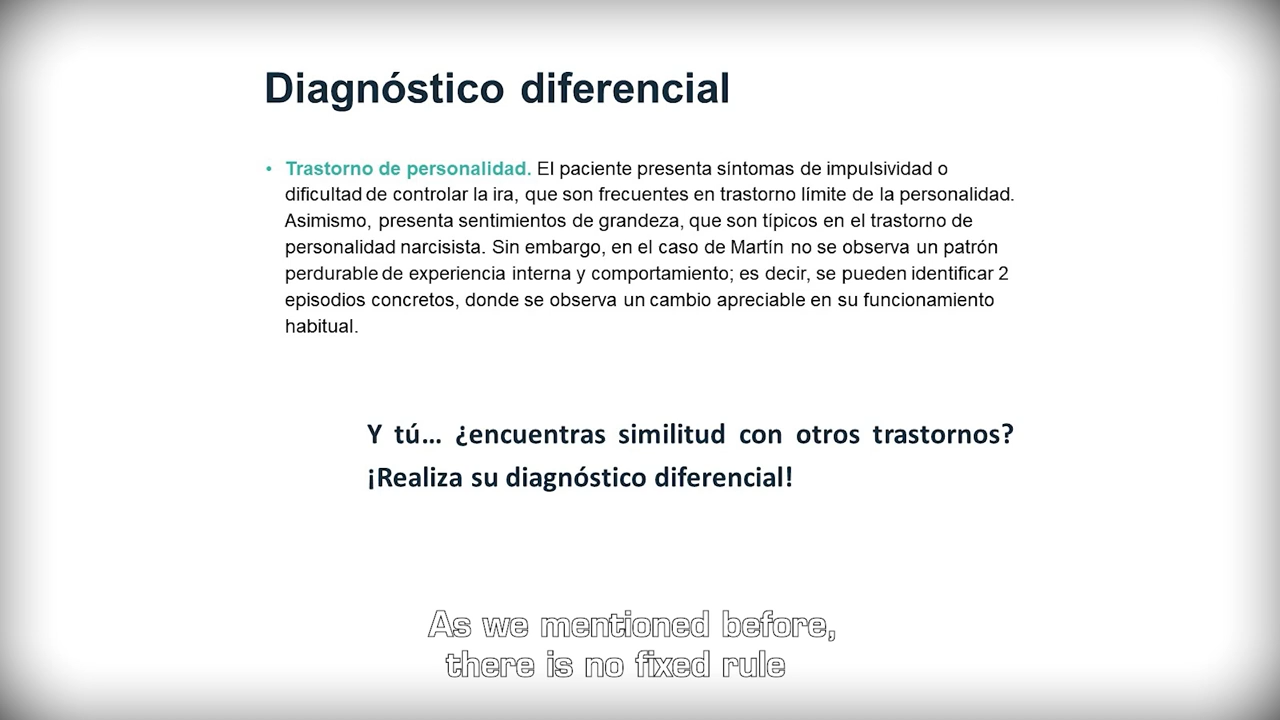 Diagnóstico diferencial
• Trastorno de personalidad. El paciente presenta síntomas de impulsividad o
dificultad de controlar la ira, que son frecuentes en trastorno límite de la personalidad.
Asimismo, presenta sentimientos de grandeza, que son típicos en el trastorno de
personalidad narcisista. Sin embargo, en el caso de Martín no se observa un patrón
perdurable de experiencia interna y comportamiento; es decir, se pueden identificar 2
episodios concretos, donde se observa un cambio apreciable en su funcionamiento
habitual.
Y tú... ¿encuentras similitud con otros trastornos?
¡Realiza su diagnóstico diferencial!
As we mentioned before,
there is no fixed rule